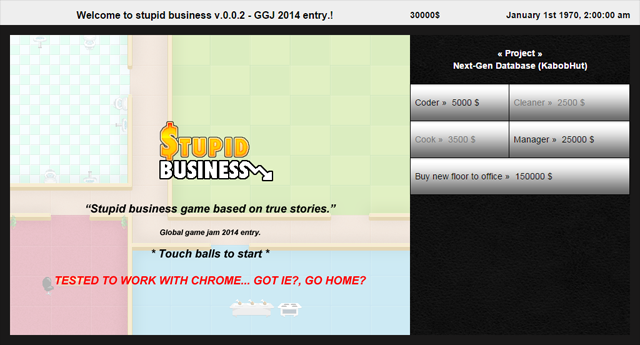 Welcome to stupid business v.0.0.2 - GGJ 2014 entry.!
30000$
January 1st 1970, 2:00:00 am
« Project »
Next-Gen Database (KabobHut)
Coder » 5000 $
Cleaner » 2500 $
Cook » 3500 $
Manager » 25000 $
Buy new floor to office » 150000 $
$TUPID
BUSINESS
“Stupid business game based on true stories.”
Global game jam 2014 entry.
* Touch balls to start *
TESTED TO WORK WITH CHROME... GOT IE?, GO HOME?